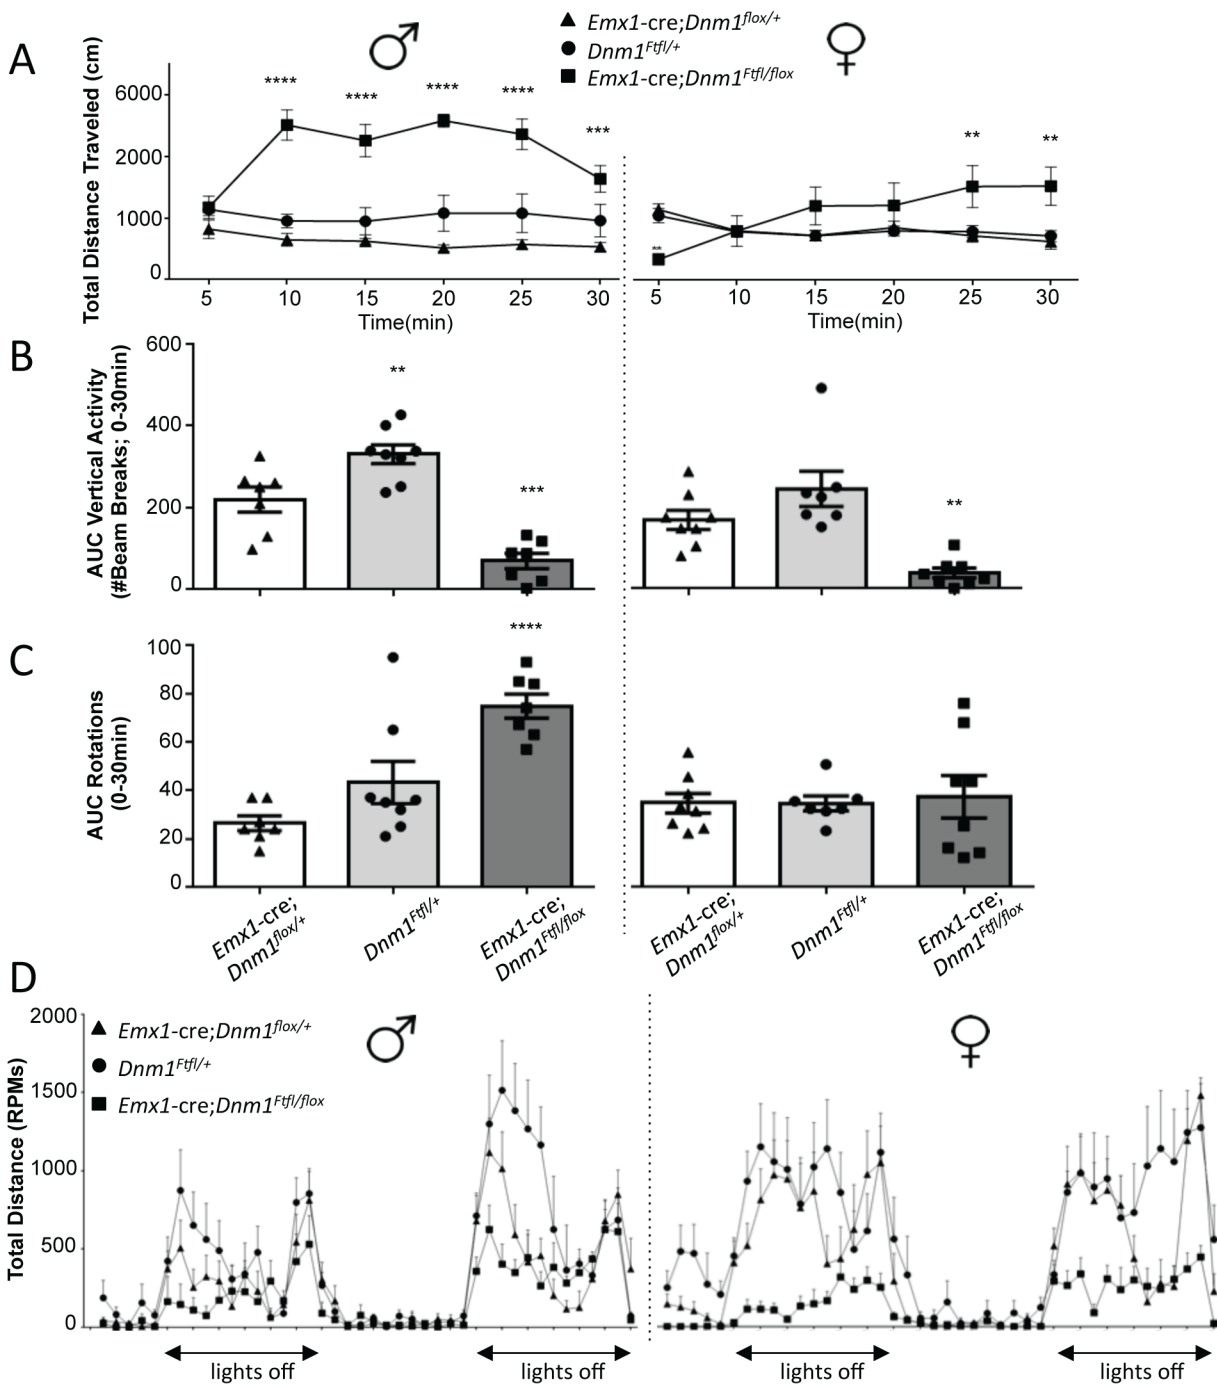 A
♂
♀
Emx1-cre;Dnm1flox/+
Dnm1Ftfl/+
Emx1-cre;Dnm1Ftfl/flox
Total Distance Traveled (cm)
6000
2000
1000
0
****
****
****
****
***
5 10 15 20 25 30
Time(min)
**
**
**
5 10 15 20 25 30
Time(min)
B
AUC Vertical Activity
(#Beam Breaks; 0-30min)
600
400
200
0
**
***
**
C
AUC Rotations
(0-30min)
100
80
60
40
20
0
****
Emx1-cre;
Dnm1flox/+
Dnm1Ftfl/+
Emx1-cre;
Dnm1Ftfl/flox
Emx1-cre;
Dnm1flox/+
Dnm1Ftfl/+
Emx1-cre;
Dnm1Ftfl/flox
D
Total Distance (RPMs)
2000
1500
1000
500
0
Emx1-cre;Dnm1flox/+
Dnm1Ftfl/+
Emx1-cre;Dnm1Ftfl/flox
♂
♀
lights off
lights off
lights off
lights off